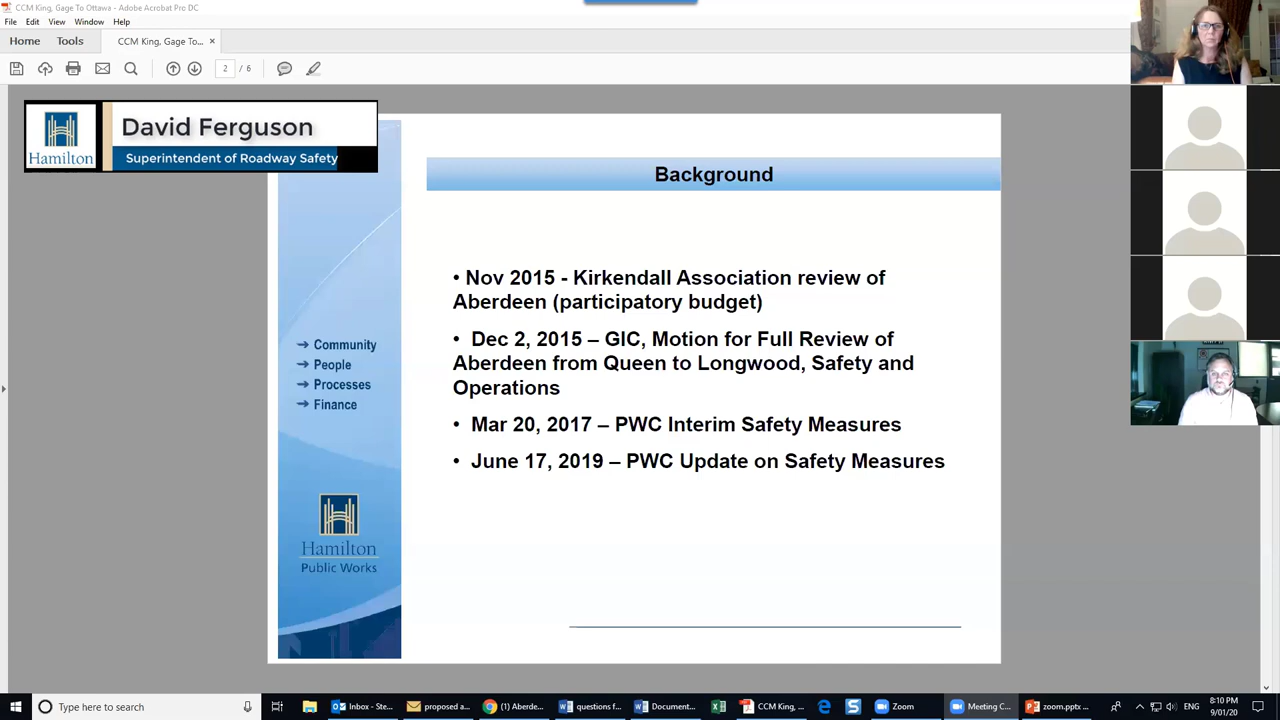 CCM King, Gage To Ottawa - Adobe Acrobat Pro DC
File Edit View Window Help
Home Tools CCM King, Gage To... ×
2 / 6
David Ferguson
Hamilton
Superintendent of Roadway Safety
Background
• Nov 2015 - Kirkendall Association review of
Aberdeen (participatory budget)
• Dec 2, 2015 – GIC, Motion for Full Review of
Aberdeen from Queen to Longwood, Safety and
Operations
• Mar 20, 2017 – PWC Interim Safety Measures
• June 17, 2019 – PWC Update on Safety Measures
→ Community
→ People
→ Processes
→ Finance
Hamilton
Public Works
Type here to search
Inbox - Ste...
proposed a...
(1) Aberde...
questions f...
Document...
CCM King,...
Zoom
Meeting C...
zoom.pptx ...
ENG
8:10 PM
9/01/20